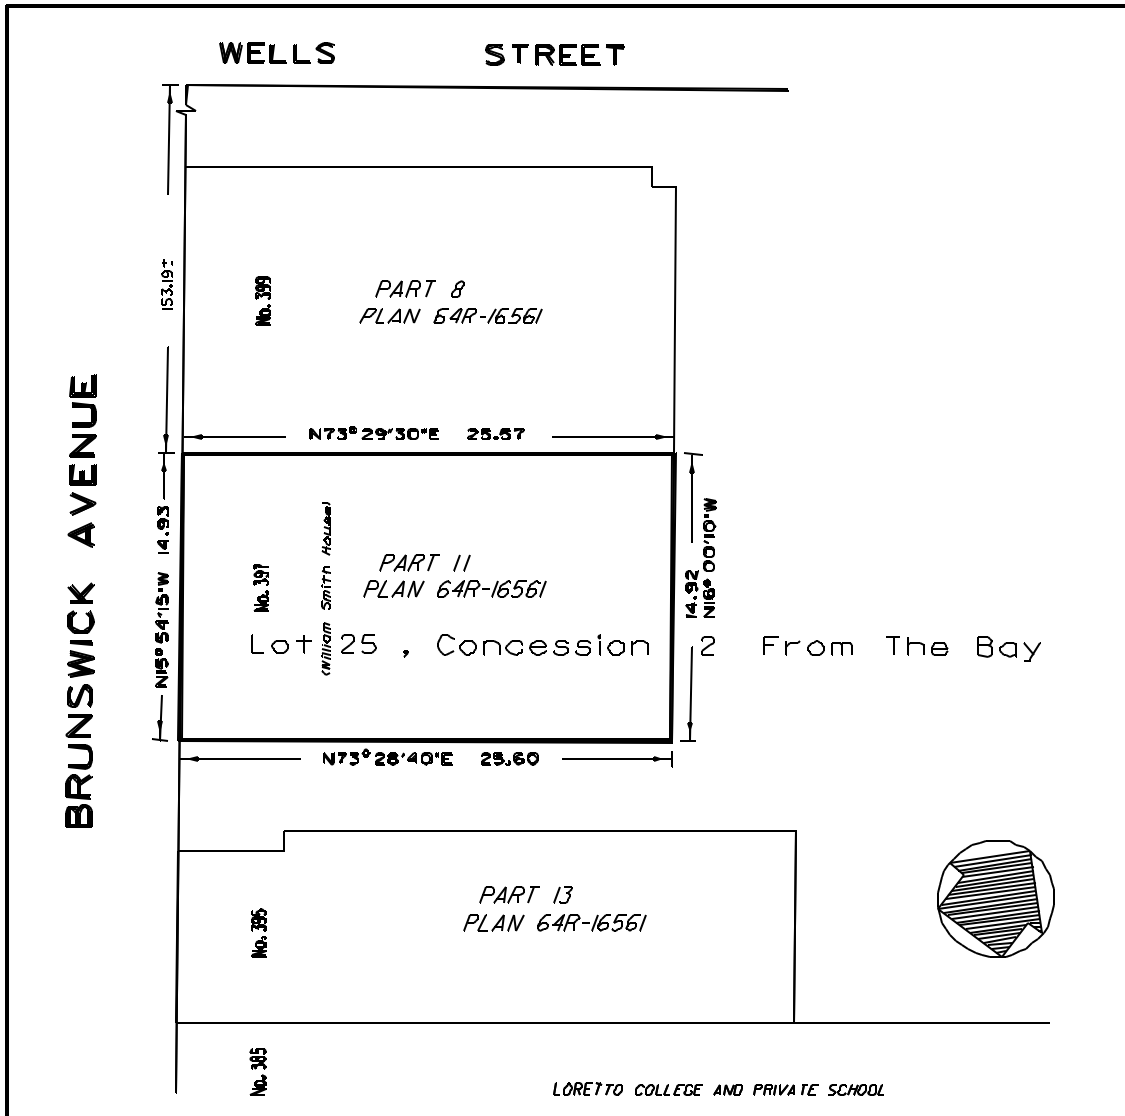 WELLS STREET
153.19±
No. 399
PART 8
PLAN 64R-16561
BRUNSWICK AVENUE
N73° 29' 30"E 25.57
N15° 54' 15"W 14.93
No. 397
(William Smith House)
PART 11
PLAN 64R-16561
14.92
N16° 00' 10"W
Lot 25 , Concession 2 From The Bay
N73° 28' 40"E 25.60
No. 395
PART 13
PLAN 64R-16561
No. 385
LORETTO COLLEGE AND PRIVATE SCHOOL